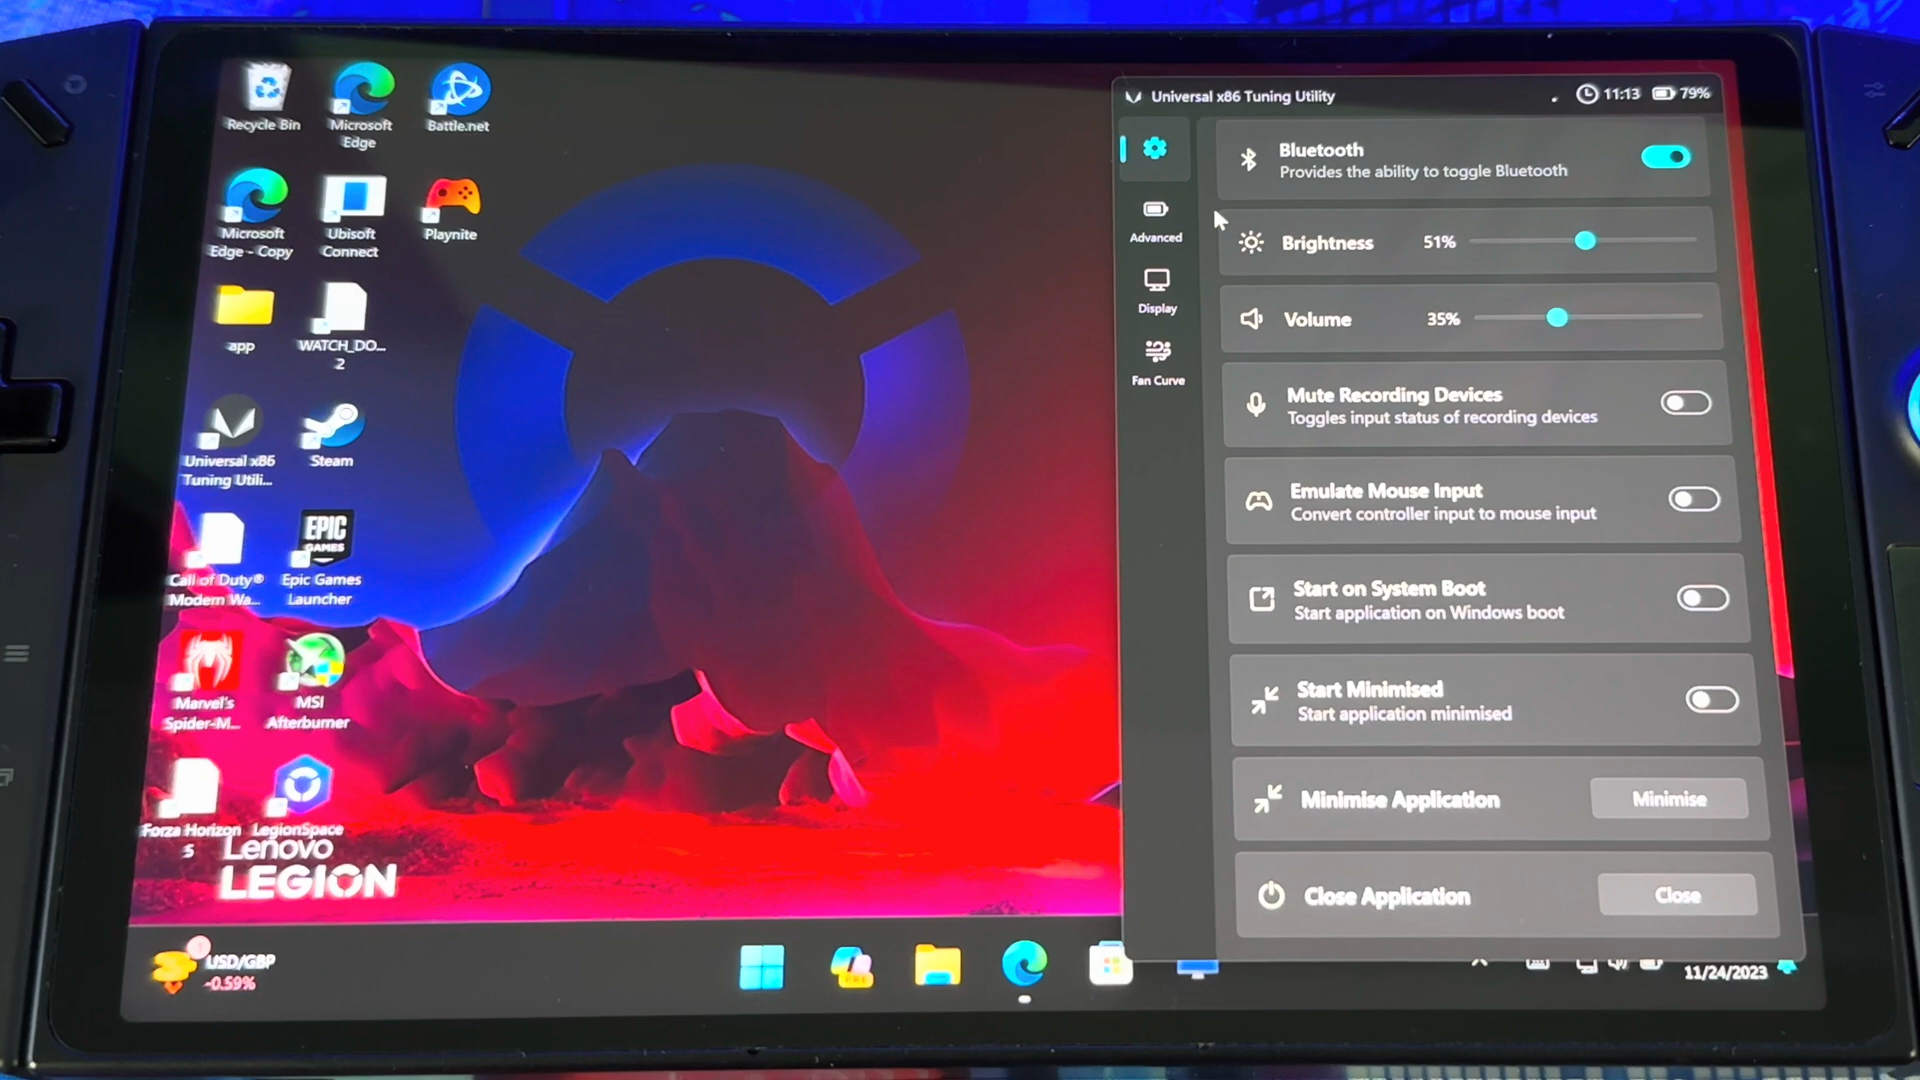 Recycle Bin
Microsoft
Edge
Battle.net
Microsoft
Edge - Copy
Ubisoft
Connect
Playnite
app
WATCH_DO...
2
Universal x86
Tuning Utili...
Steam
EPIC
GAMES
Call of Duty®
Modern Wa...
Epic Games
Launcher
Marvel's
Spider-M...
MSI
Afterburner
Forza Horizon
5
LegionSpace
Lenovo
LEGION
Universal x86 Tuning Utility
11:13
79%
Advanced
Display
Fan Curve
Bluetooth
Provides the ability to toggle Bluetooth
Brightness 51%
Volume 35%
Mute Recording Devices
Toggles input status of recording devices
Emulate Mouse Input
Convert controller input to mouse input
Start on System Boot
Start application on Windows boot
Start Minimised
Start application minimised
Minimise Application
Minimise
Close Application
Close
1
USD/GBP
-0.59%
PRE
11/24/2023